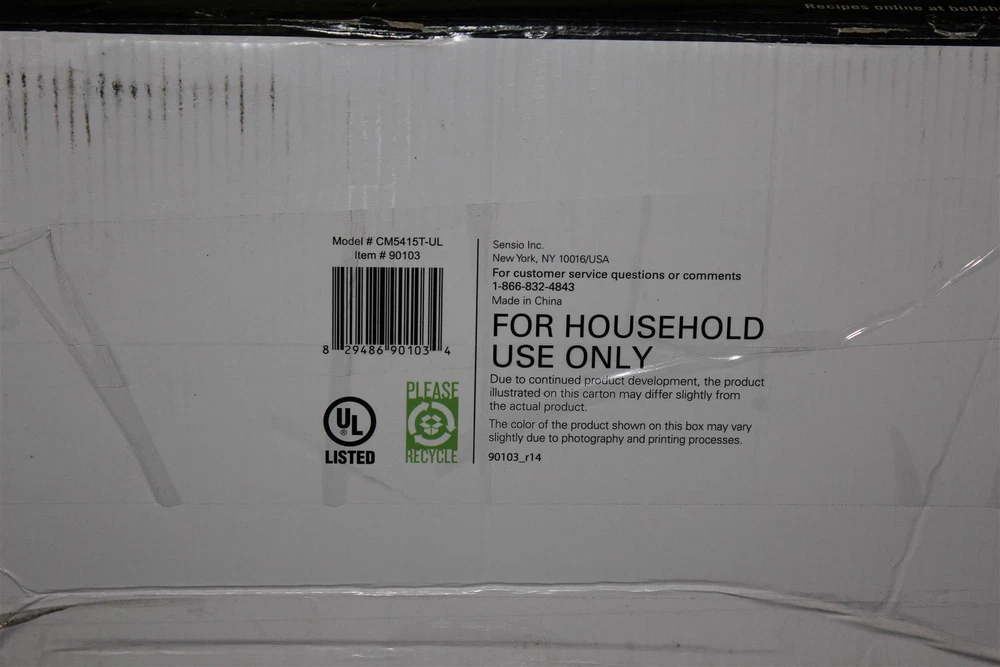 Recipes online at
Model # CM5415T-UL
Item # 90103
8 29486 90103 4
UL
®
LISTED
PLEASE
RECYCLE
Sensio Inc.
New York, NY 10016/USA
For customer service questions or comments
1-866-832-4843
Made in China
FOR HOUSEHOLD
USE ONLY
Due to continued product development, the product
illustrated on this carton may differ slightly from
the actual product.
The color of the product shown on this box may vary
slightly due to photography and printing processes.
90103_r14